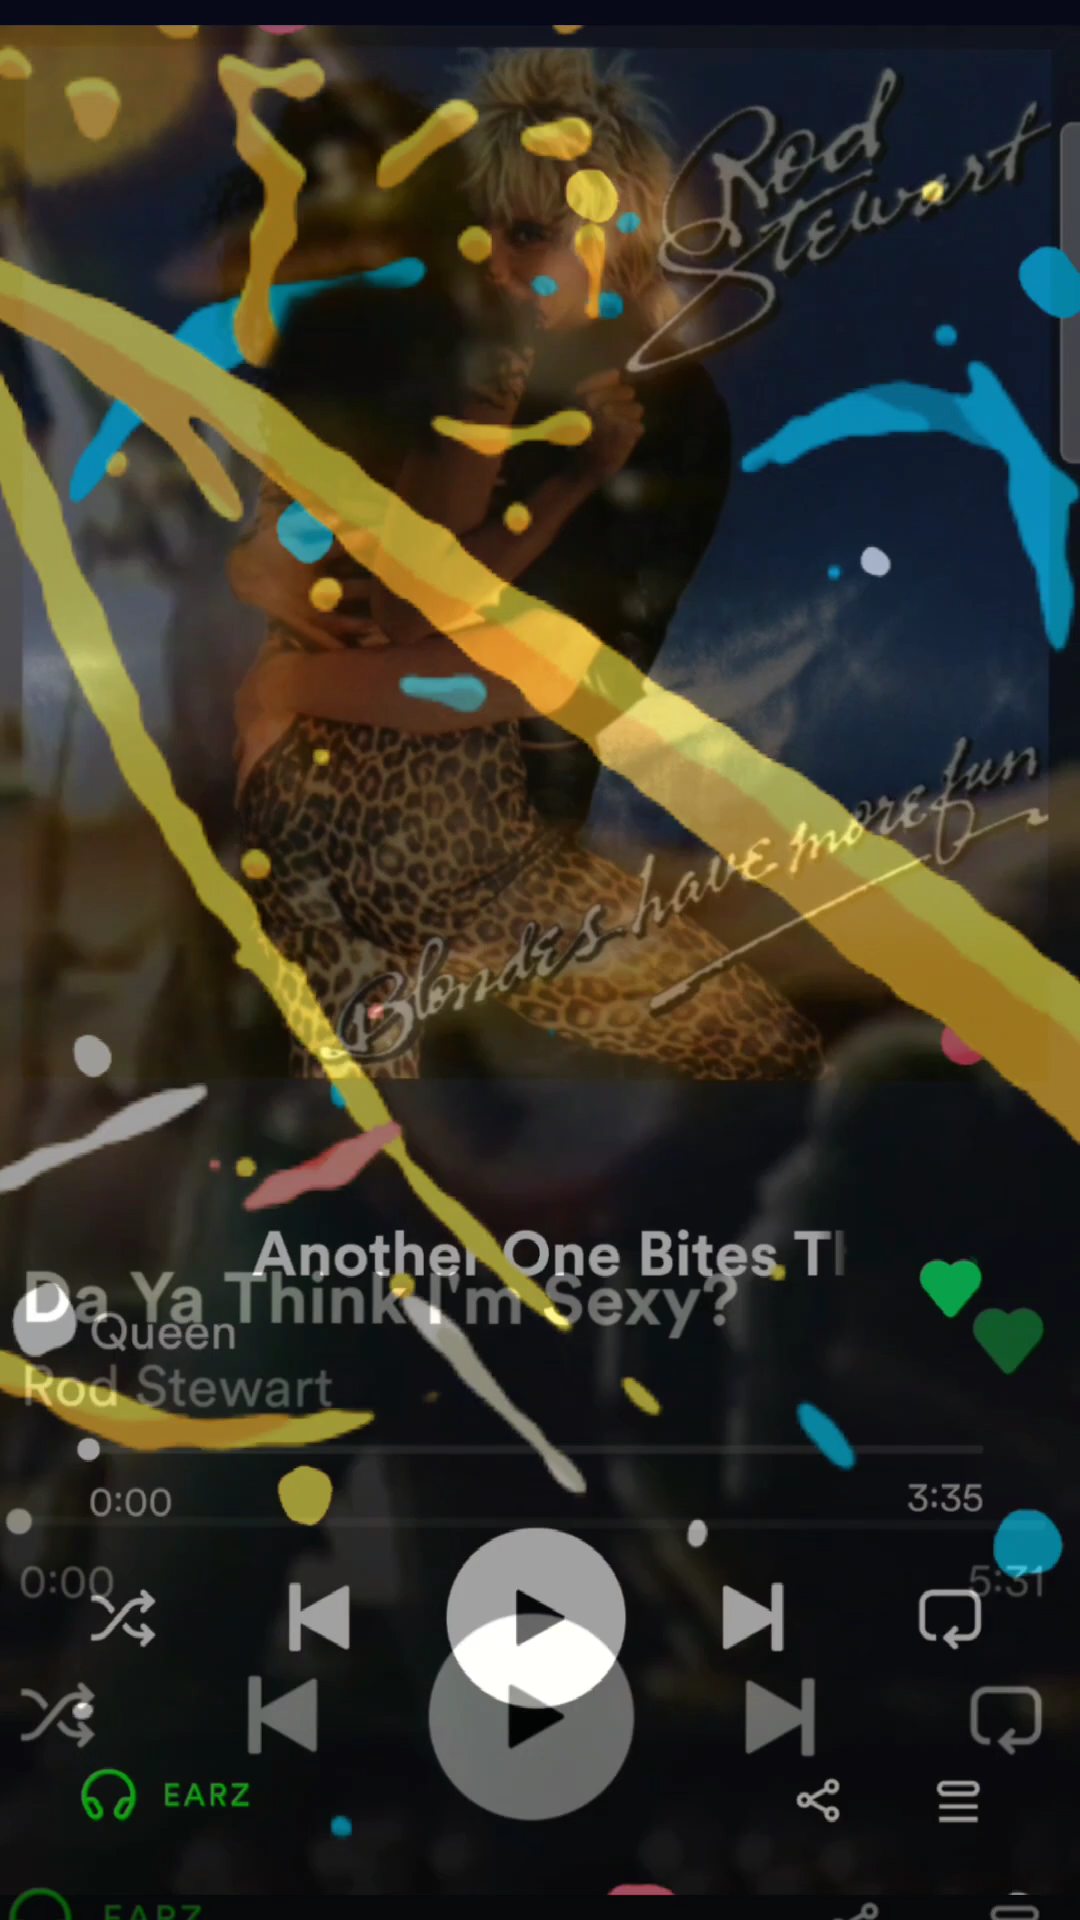 Rod
Stewart
Blondes have more fun
Another One Bites Th
Da Ya Think I'm Sexy?
Queen
Rod Stewart
0:00
3:35
0:00
5:31
EARZ
EARZ